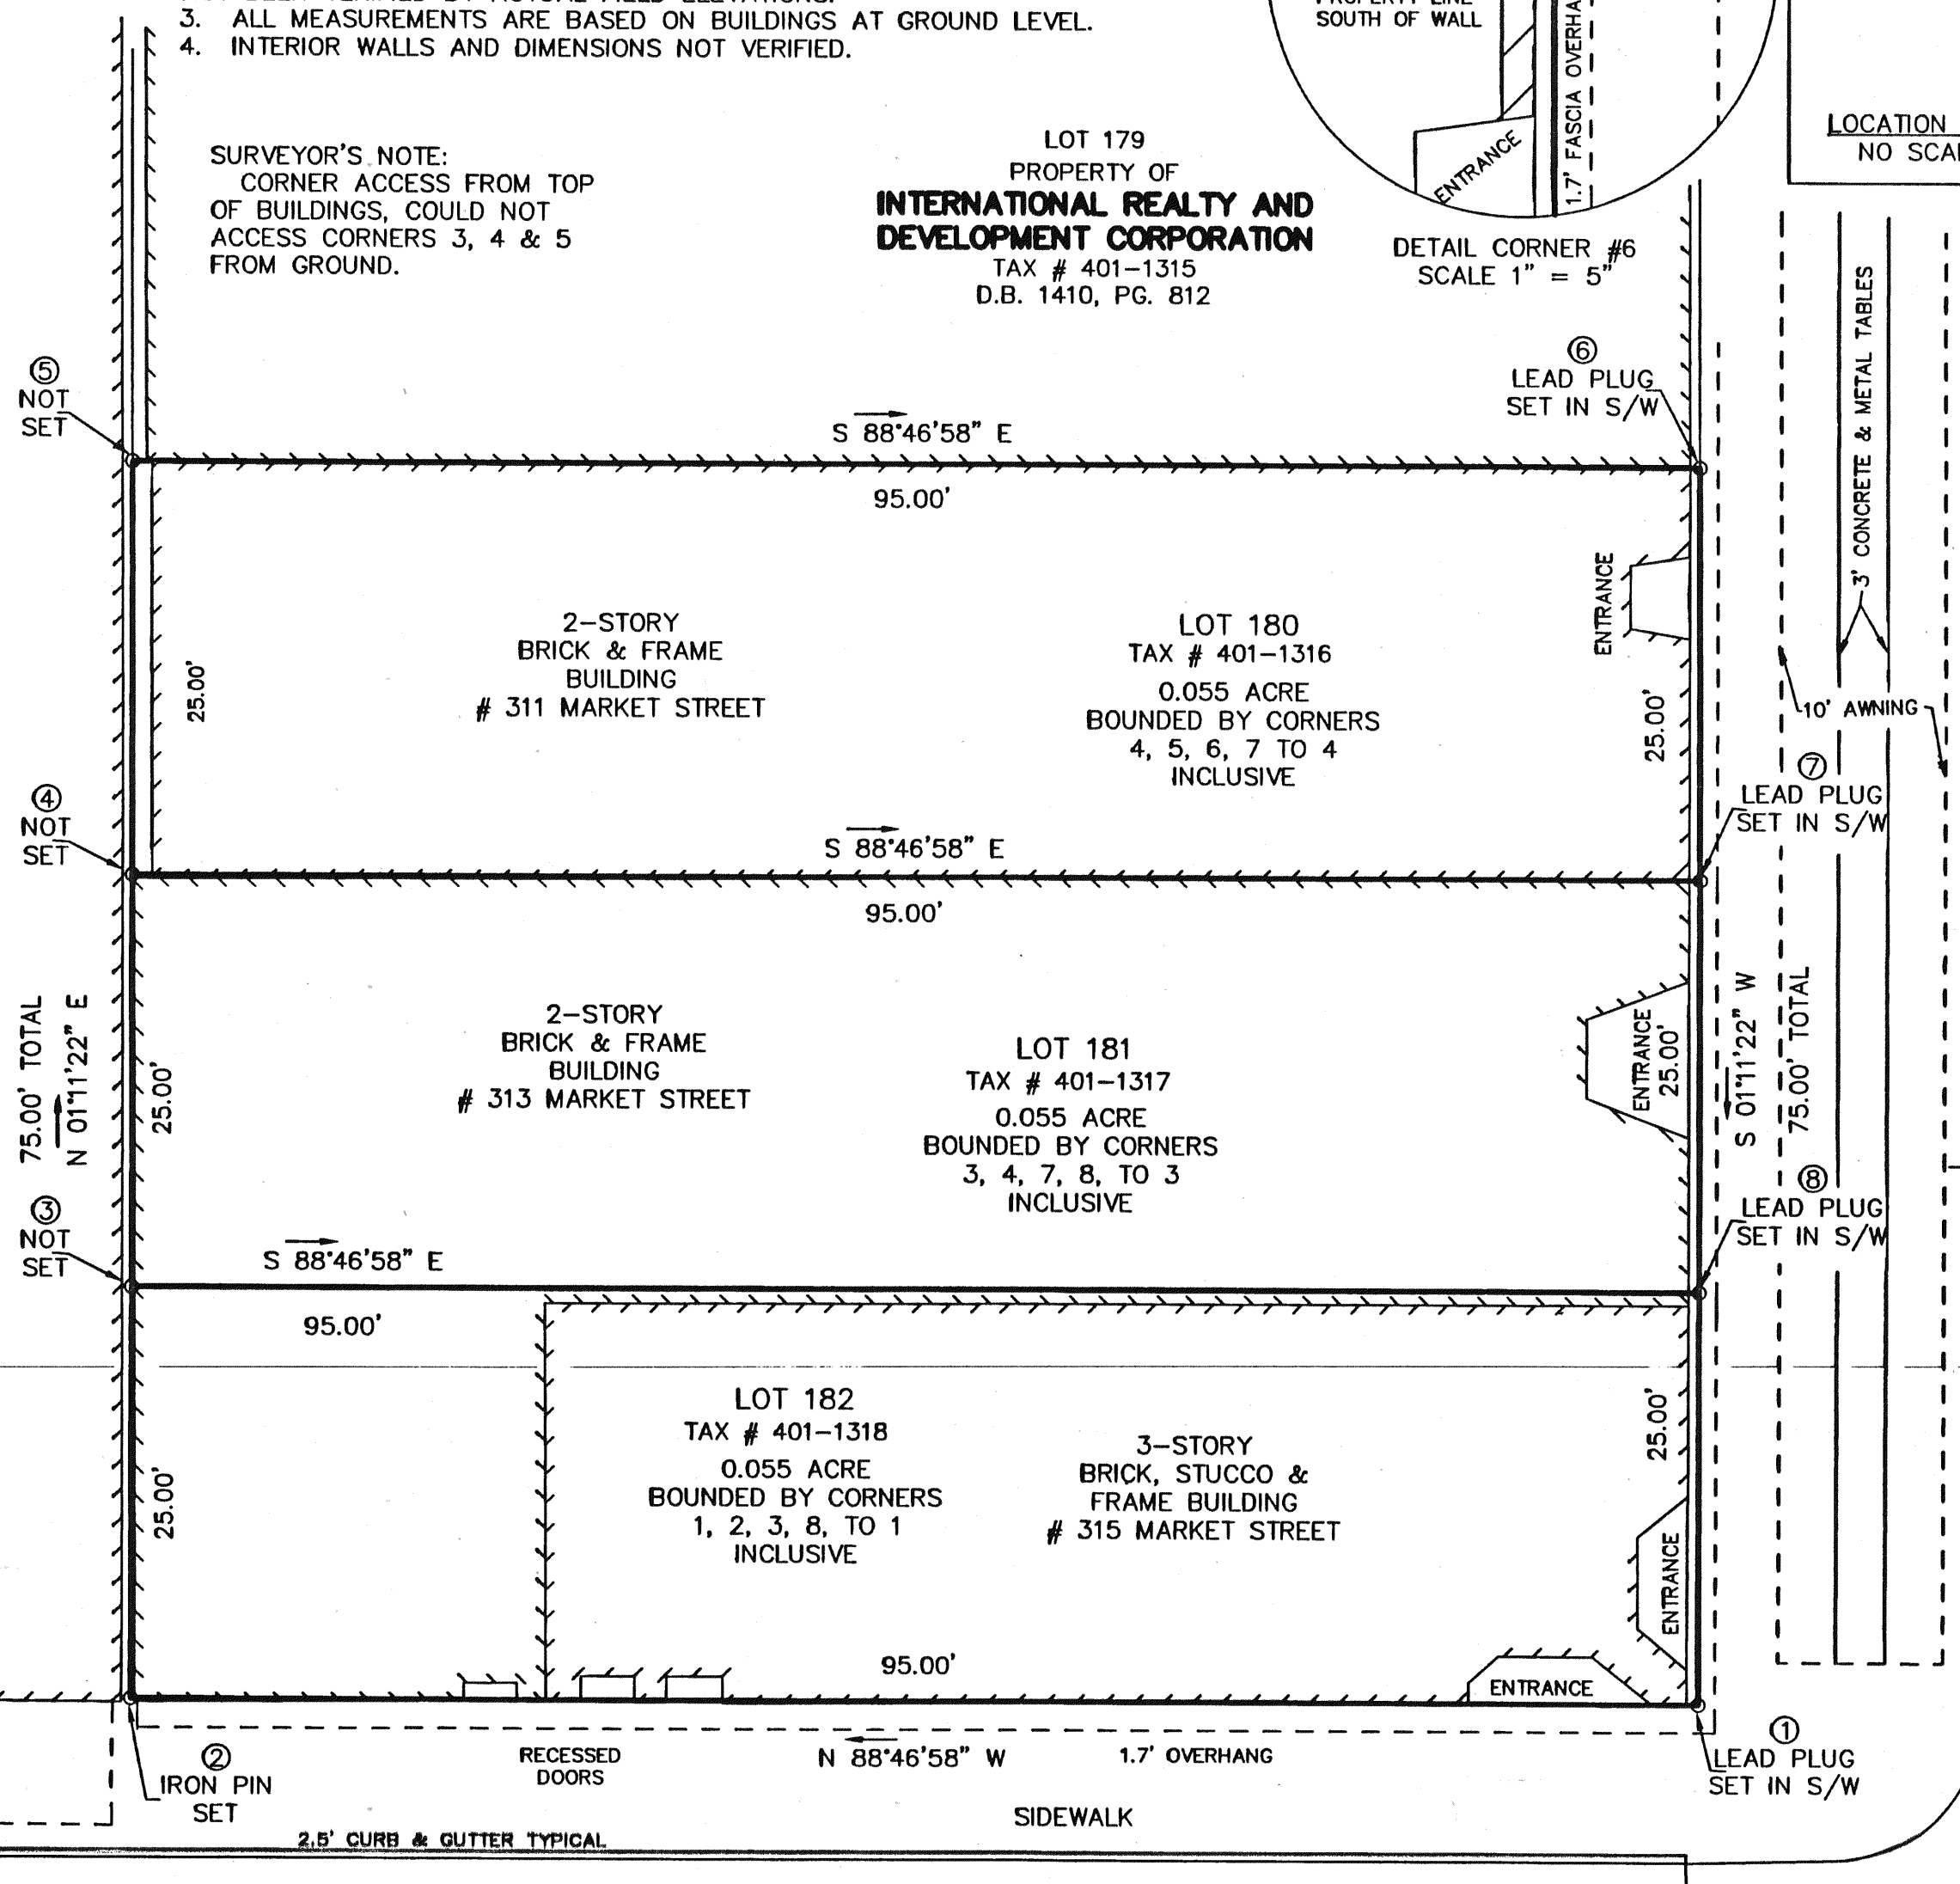 3. ALL MEASUREMENTS ARE BASED ON BUILDINGS AT GROUND LEVEL.
4. INTERIOR WALLS AND DIMENSIONS NOT VERIFIED.
SOUTH OF WALL
ENTRANCE
1.7' FASCIA
LOCATION
SURVEYOR'S NOTE:
CORNER ACCESS FROM TOP
OF BUILDINGS, COULD NOT
ACCESS CORNERS 3, 4 & 5
FROM GROUND.
LOT 179
PROPERTY OF
INTERNATIONAL REALTY AND
DEVELOPMENT CORPORATION
TAX # 401-1315
D.B. 1410, PG. 812
DETAIL CORNER #6
SCALE 1" = 5"
3' CONCRETE & METAL TABLES
5
NOT
SET
6
LEAD PLUG
SET IN S/W
S 88°46'58" E
95.00'
2-STORY
BRICK & FRAME
BUILDING
# 311 MARKET STREET
25.00'
LOT 180
TAX # 401-1316
0.055 ACRE
BOUNDED BY CORNERS
4, 5, 6, 7 TO 4
INCLUSIVE
ENTRANCE
25.00'
10' AWNING
7
LEAD PLUG
SET IN S/W
4
NOT
SET
S 88°46'58" E
95.00'
2-STORY
BRICK & FRAME
BUILDING
# 313 MARKET STREET
75.00' TOTAL
N 01°11'22" E
25.00'
LOT 181
TAX # 401-1317
0.055 ACRE
BOUNDED BY CORNERS
3, 4, 7, 8, TO 3
INCLUSIVE
ENTRANCE
25.00'
S 01°11'22" W
75.00' TOTAL
8
LEAD PLUG
SET IN S/W
3
NOT
SET
S 88°46'58" E
95.00'
25.00'
LOT 182
TAX # 401-1318
0.055 ACRE
BOUNDED BY CORNERS
1, 2, 3, 8, TO 1
INCLUSIVE
3-STORY
BRICK, STUCCO &
FRAME BUILDING
# 315 MARKET STREET
25.00'
ENTRANCE
95.00'
ENTRANCE
2
IRON PIN
SET
RECESSED
DOORS
N 88°46'58" W
1.7' OVERHANG
1
LEAD PLUG
SET IN S/W
SIDEWALK
2.5' CURB & GUTTER TYPICAL